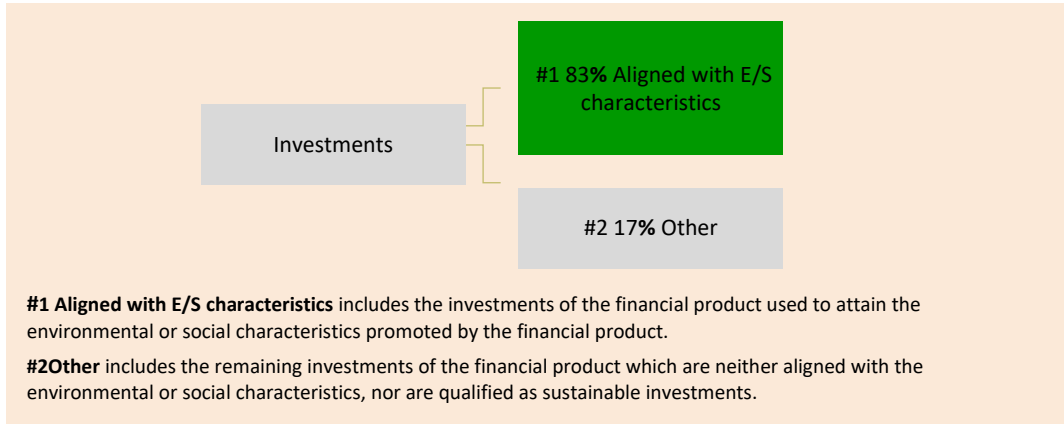 #1 83% Aligned with E/S
characteristics
Investments
#2 17% Other
#1 Aligned with E/S characteristics includes the investments of the financial product used to attain the
environmental or social characteristics promoted by the financial product.
#2Other includes the remaining investments of the financial product which are neither aligned with the
environmental or social characteristics, nor are qualified as sustainable investments.